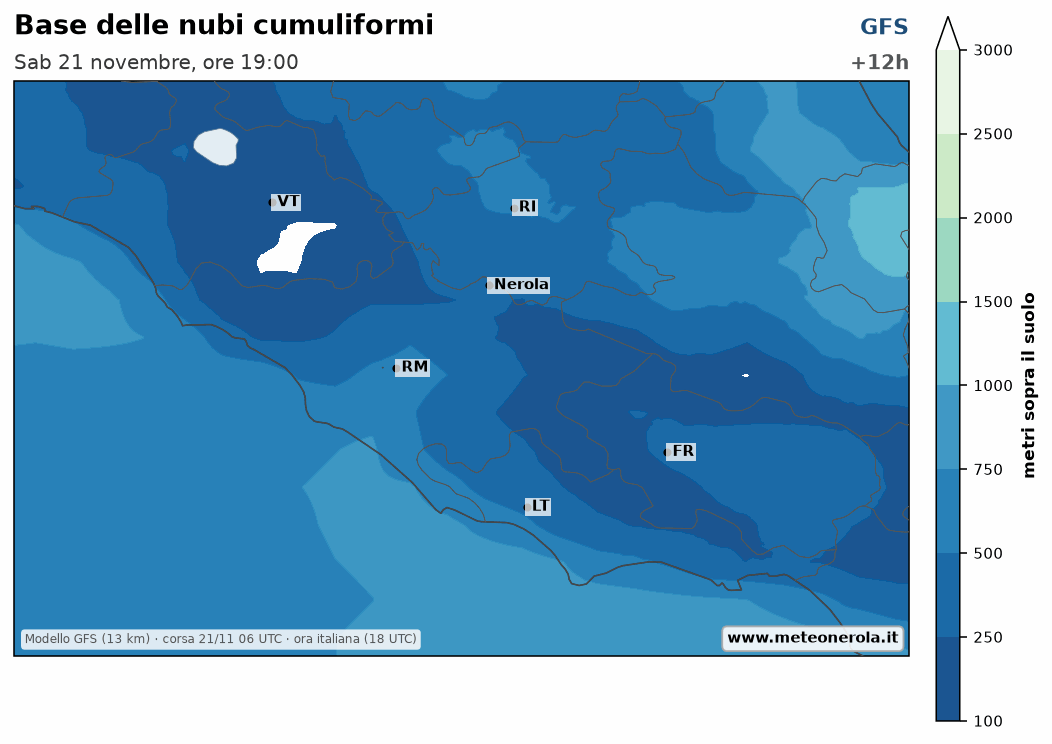 Base delle nubi cumuliformi
GFS
Sab 21 novembre, ore 19:00
+12h
3000
2500
2000
1500
1000
750
500
250
100
metri sopra il suolo
VT
RI
Nerola
RM
FR
LT
Modello GFS (13 km) · corsa 21/11 06 UTC · ora italiana (18 UTC)
www.meteonerola.it